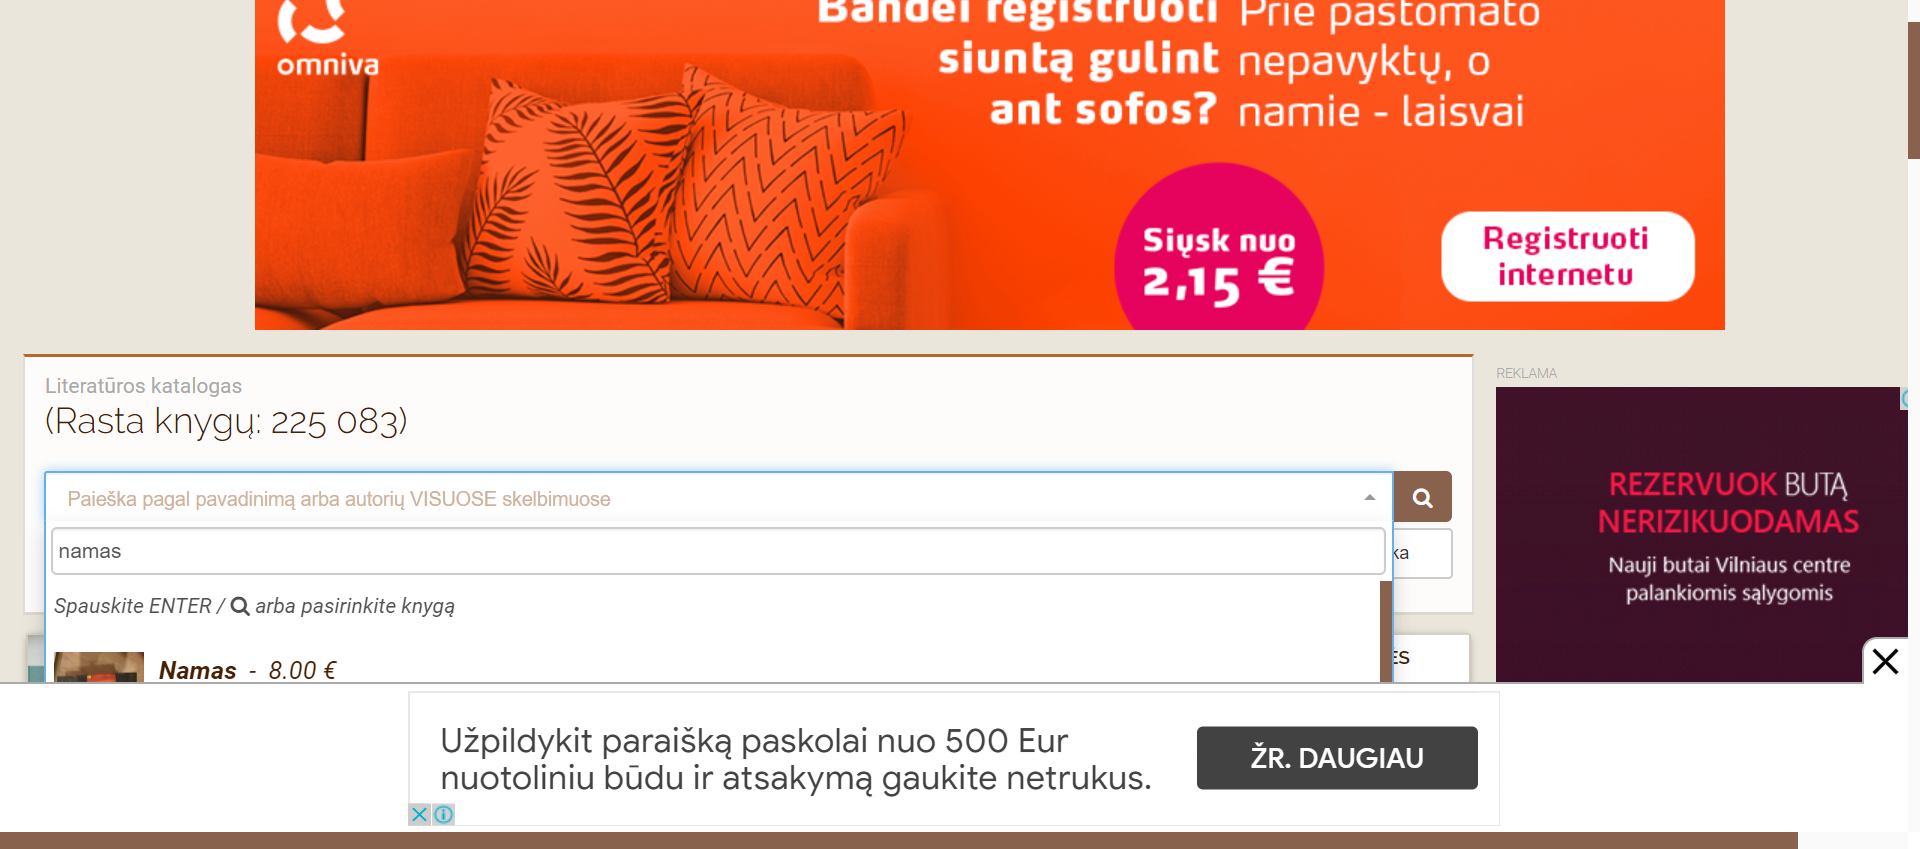 omniva
Bandei registruoti
siuntą gulint
ant sofos?
Prie paštomato
nepavyktų, o
namie - laisvai
Siųsk nuo
2,15 €
Registruoti
internetu
Literatūros katalogas
(Rasta knygų: 225 083)
Paieška pagal pavadinimą arba autorių VISUOSE skelbimuose
namas
ka
Spauskite ENTER / arba pasirinkite knygą
Namas - 8.00 €
ES
REKLAMA
REZERVUOK BUTĄ
NERIZIKUODAMAS
Nauji butai Vilniaus centre
palankiomis sąlygomis
Užpildykit paraišką paskolai nuo 500 Eur
nuotoliniu būdu ir atsakymą gaukite netrukus.
ŽR. DAUGIAU